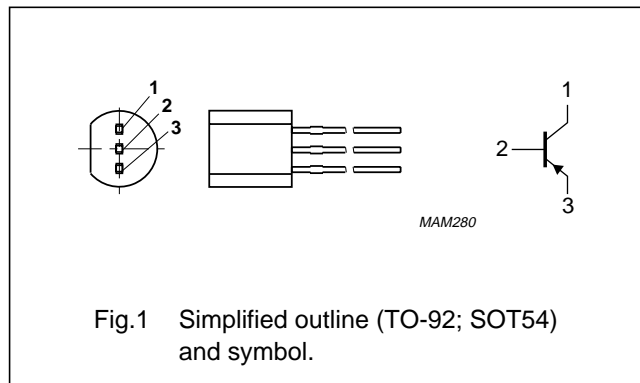 1
2
3
1
2
3
MAM280
Fig.1 Simplified outline (TO-92; SOT54)
and symbol.